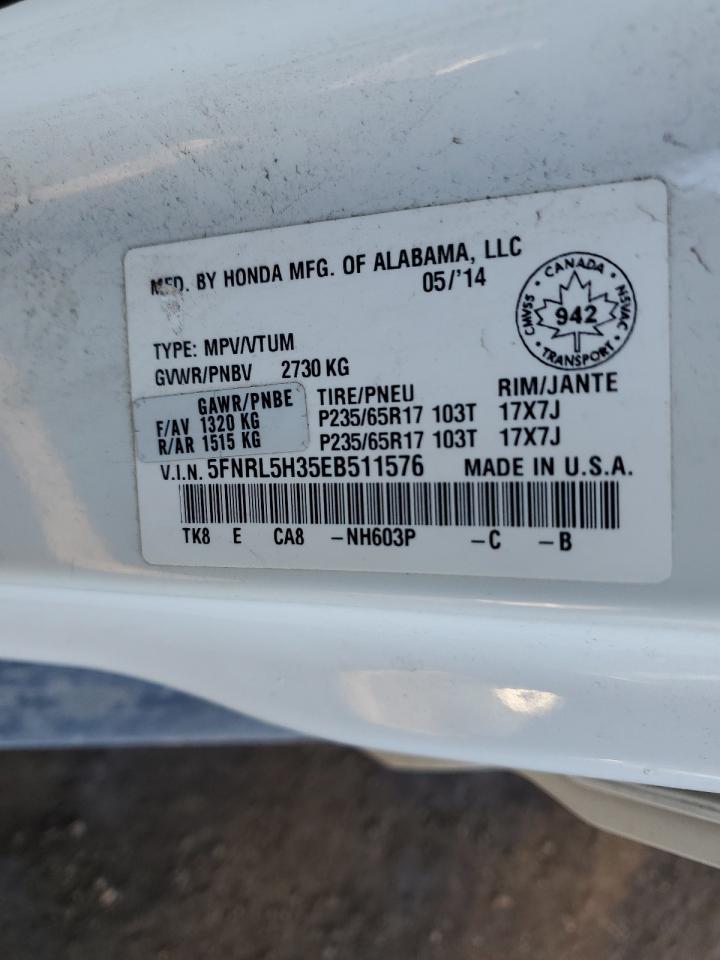 MFD. BY HONDA MFG. OF ALABAMA, LLC
05/'14
CANADA
CMVSS 942 NSVAC
TRANSPORT
TYPE: MPV/VTUM
GVWR/PNBV 2730 KG
GAWR/PNBE TIRE/PNEU RIM/JANTE
F/AV 1320 KG P235/65R17 103T 17X7J
R/AR 1515 KG P235/65R17 103T 17X7J
V.I.N. 5FNRL5H35EB511576 MADE IN U.S.A.
TK8 E CA8 -NH603P -C -B